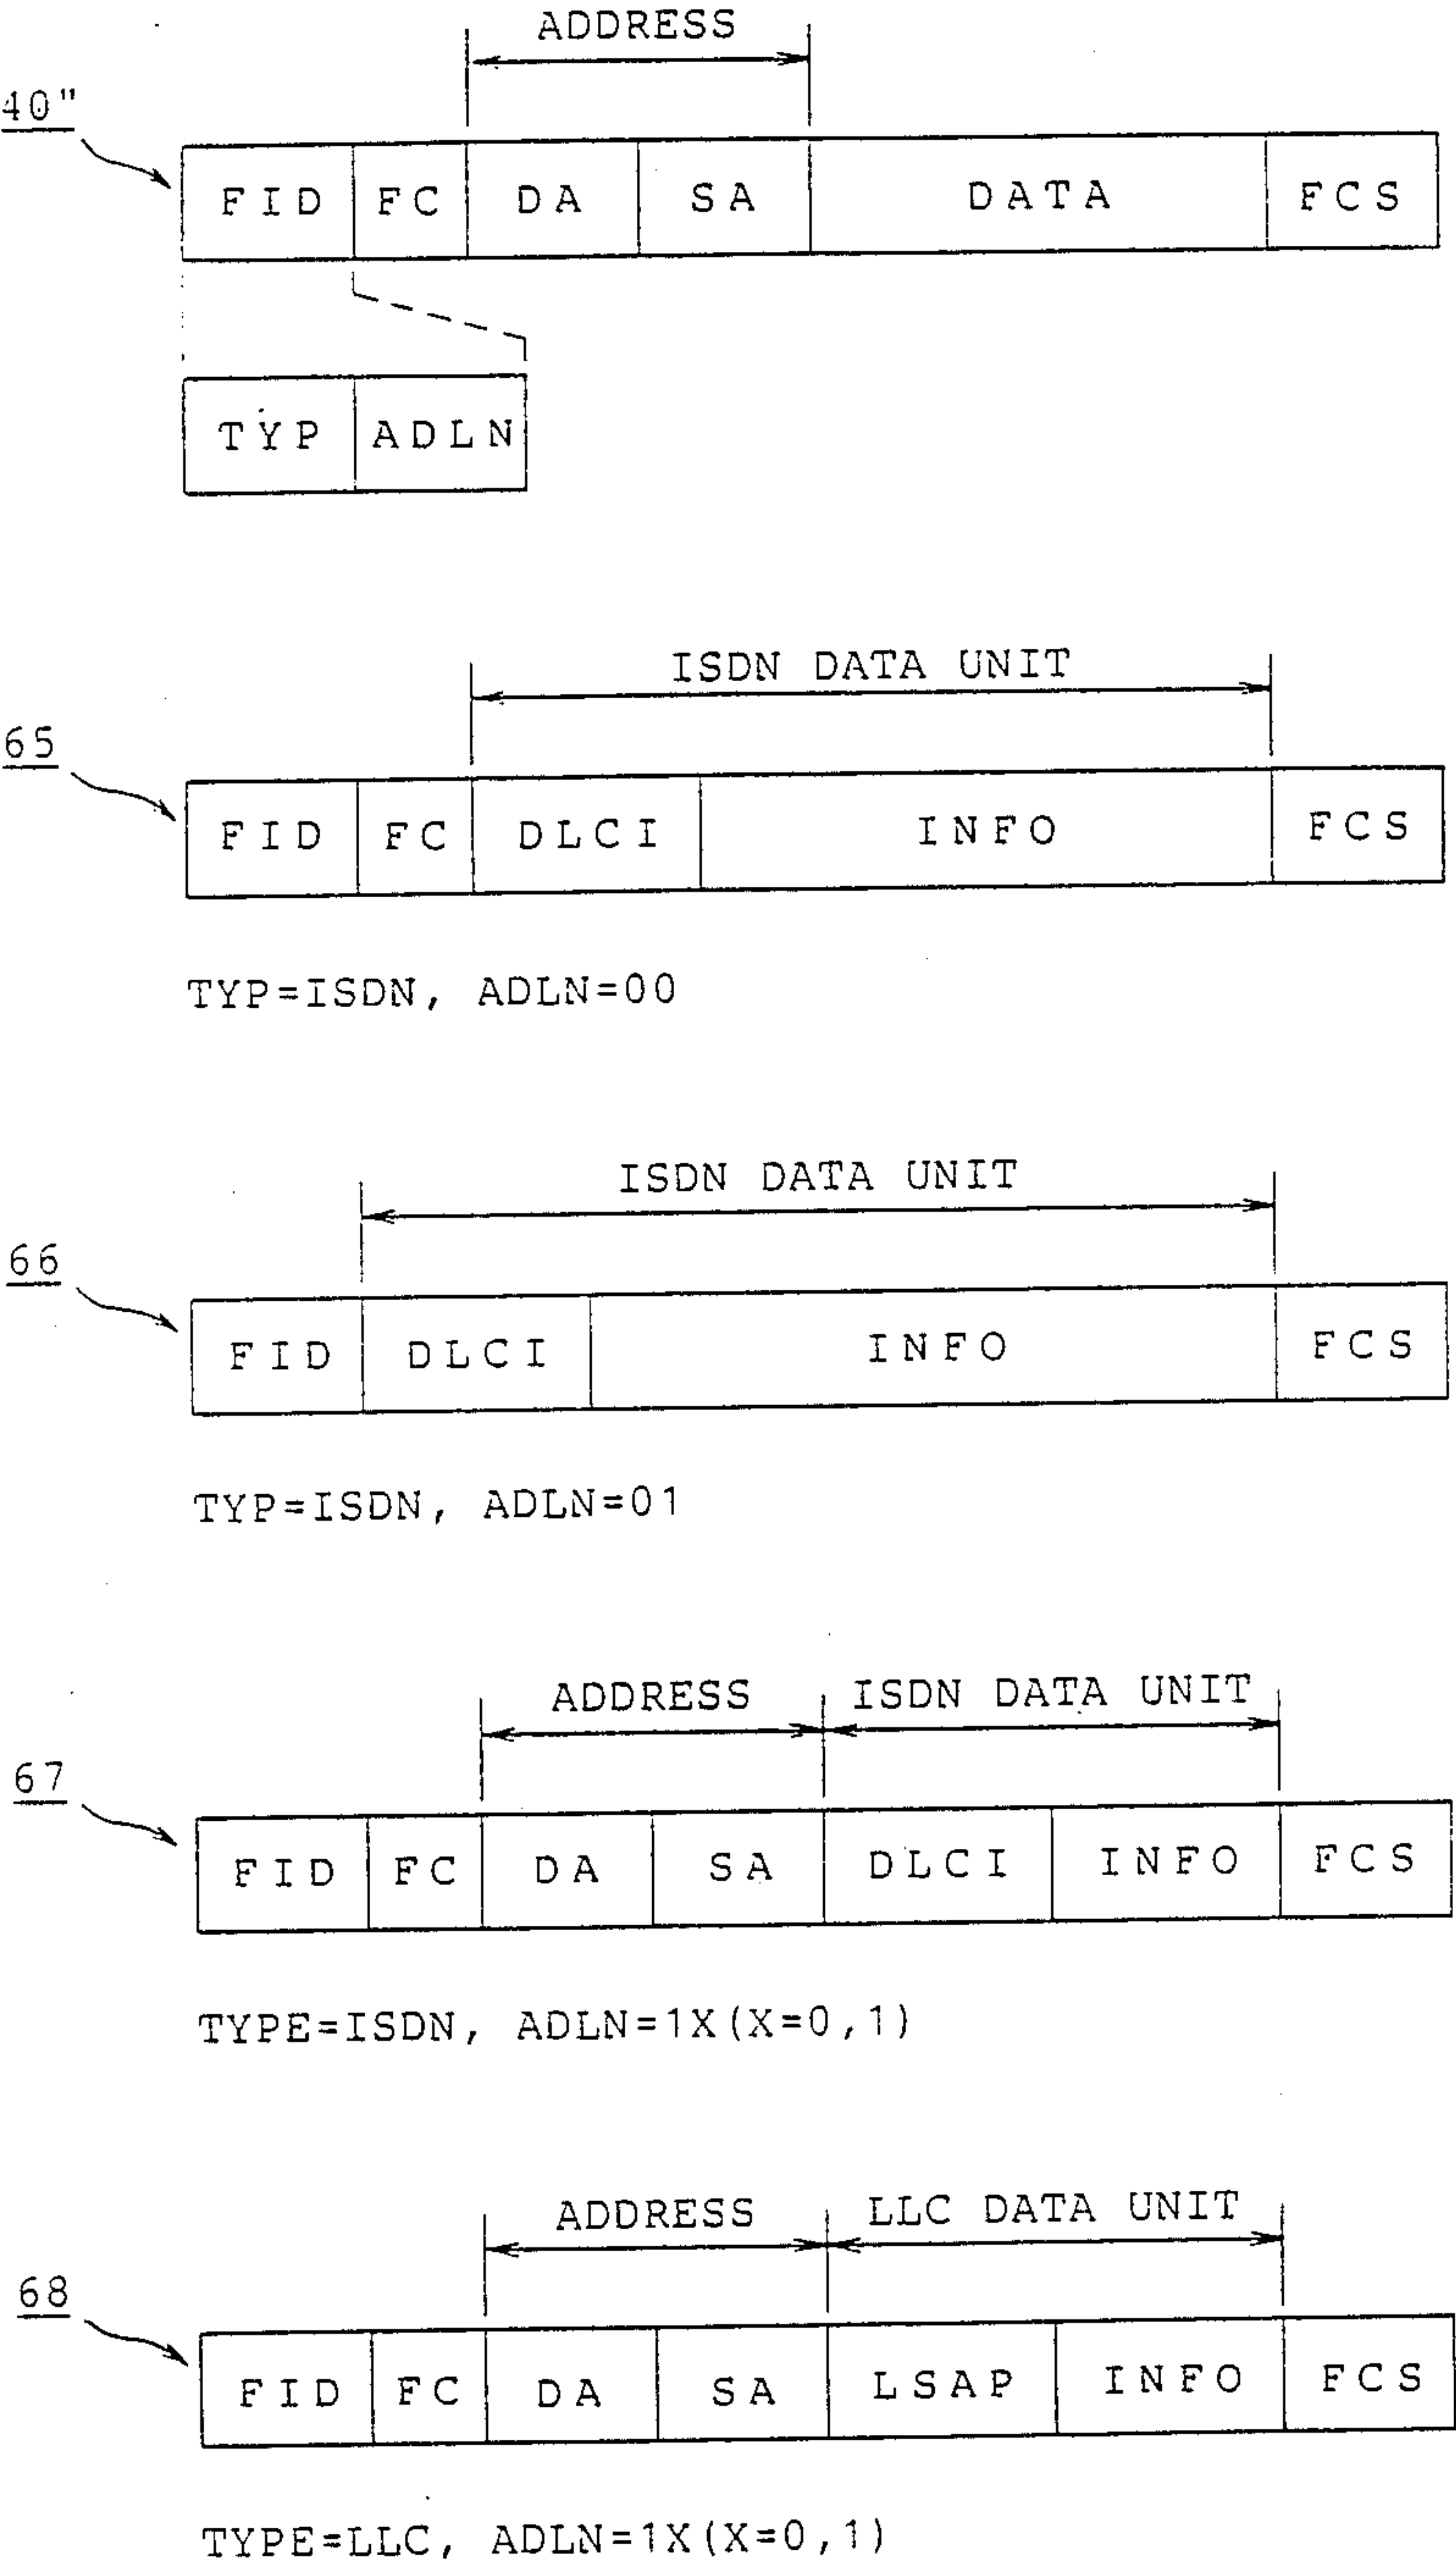 ADDRESS
40"
FID FC DA SA DATA FCS
TYP ADLN
ISDN DATA UNIT
65
FID FC DLCI INFO FCS
TYP=ISDN, ADLN=00
ISDN DATA UNIT
66
FID DLCI INFO FCS
TYP=ISDN, ADLN=01
ADDRESS ISDN DATA UNIT
67
FID FC DA SA DLCI INFO FCS
TYPE=ISDN, ADLN=1X(X=0,1)
ADDRESS LLC DATA UNIT
68
FID FC DA SA LSAP INFO FCS
TYPE=LLC, ADLN=1X(X=0,1)